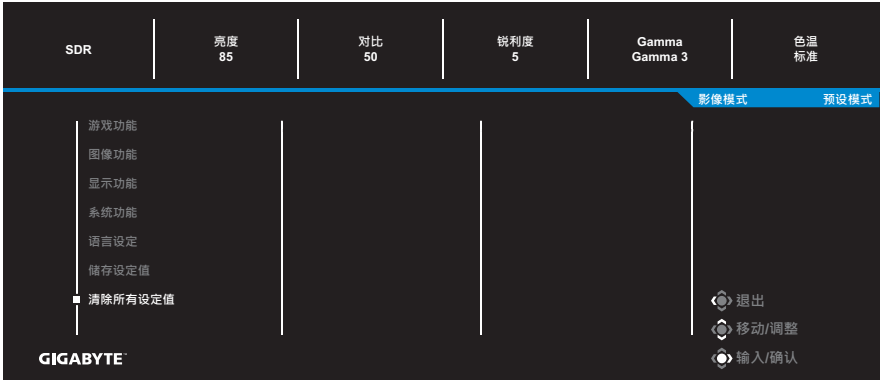 SDR
亮度
85
对比
50
锐利度
5
Gamma
Gamma 3
色温
标准
影像模式 预设模式
游戏功能
图像功能
显示功能
系统功能
语言设定
储存设定值
清除所有设定值
退出
移动/调整
输入/确认
GIGABYTE™